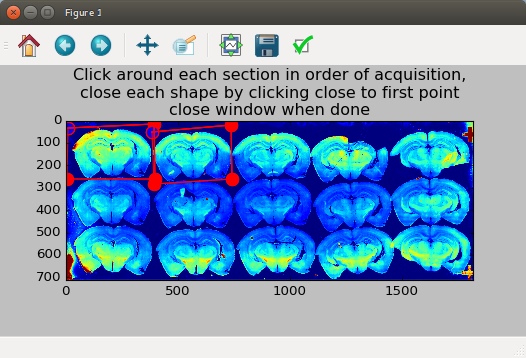 Figure 1
Click around each section in order of acquisition,
close each shape by clicking close to first point
close window when done
0
100
200
300
400
500
600
700
0 500 1000 1500